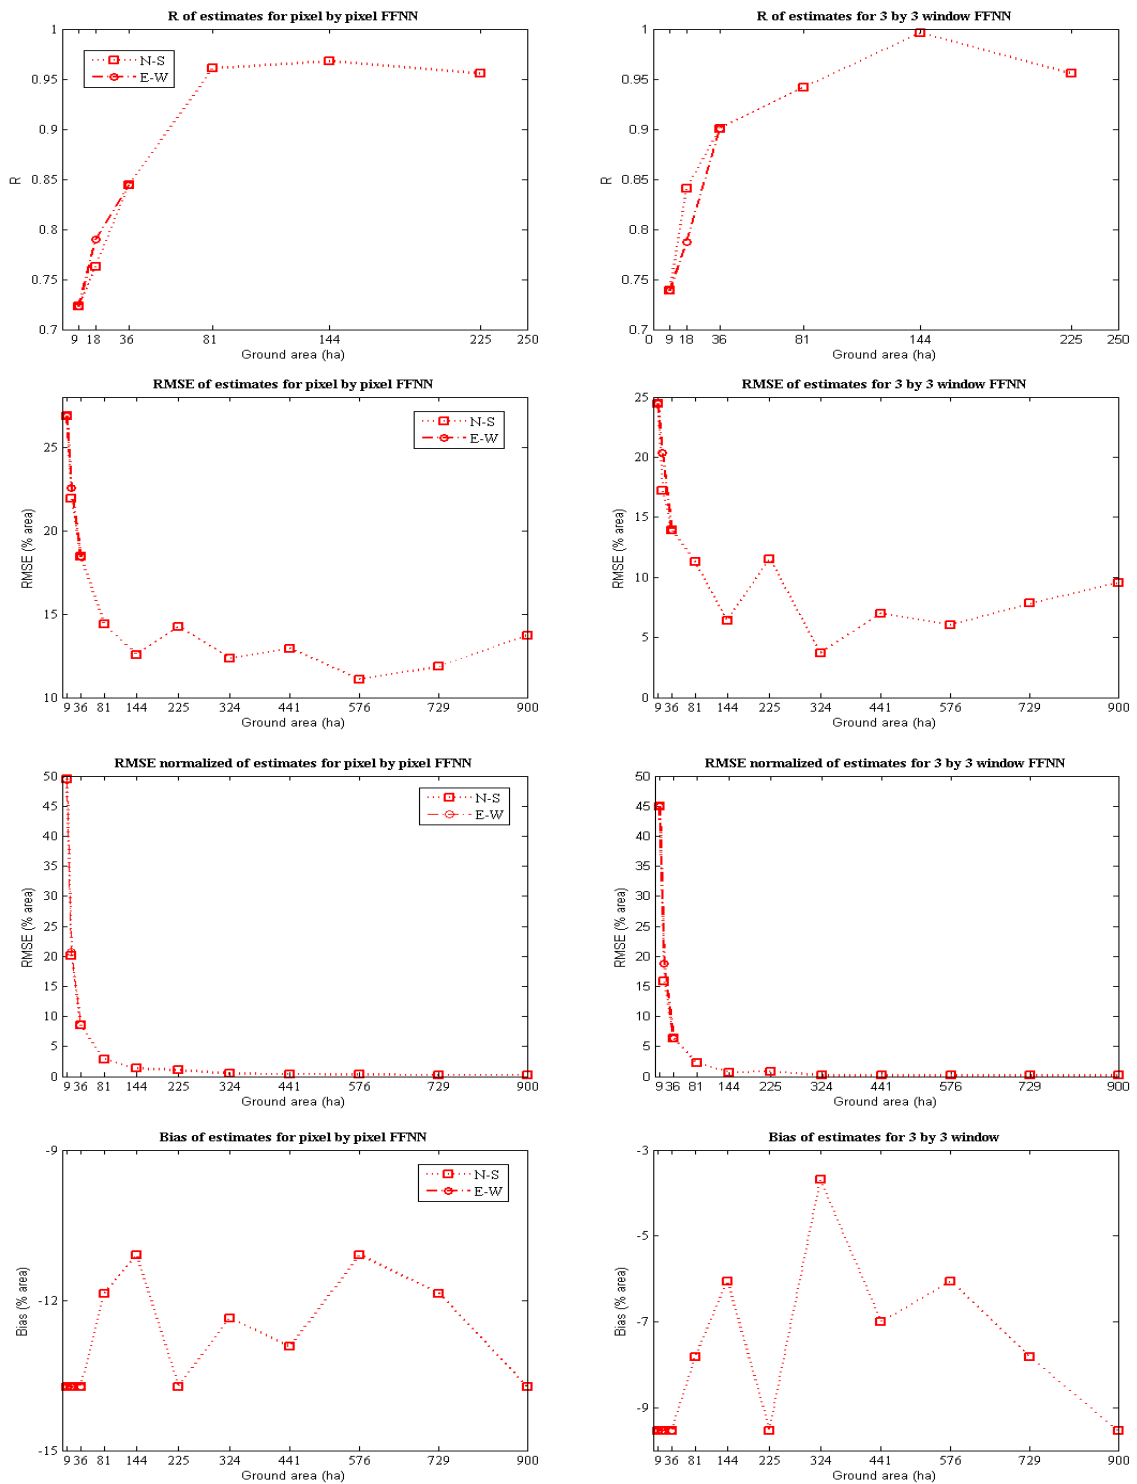 R of estimates for pixel by pixel FFNN
1
0.95
0.9
0.85
0.8
0.75
0.7
R
N-S
E-W
9 18 36 81 144 225 250
Ground area (ha)
R of estimates for 3 by 3 window FFNN
1
0.95
0.9
0.85
0.8
0.75
0.7
R
0 9 18 36 81 144 225 250
Ground area (ha)
RMSE of estimates for pixel by pixel FFNN
25
20
15
10
RMSE (% area)
N-S
E-W
9 36 81 144 225 324 441 576 729 900
Ground area (ha)
RMSE of estimates for 3 by 3 window FFNN
25
20
15
10
5
0
RMSE (% area)
9 36 81 144 225 324 441 576 729 900
Ground area (ha)
RMSE normalized of estimates for pixel by pixel FFNN
50
45
40
35
30
25
20
15
10
5
0
RMSE (% area)
N-S
E-W
9 36 81 144 225 324 441 576 729 900
Ground area (ha)
RMSE normalized of estimates for 3 by 3 window FFNN
50
45
40
35
30
25
20
15
10
5
0
RMSE (% area)
9 36 81 144 225 324 441 576 729 900
Ground area (ha)
Bias of estimates for pixel by pixel FFNN
-9
-12
-15
Bias (% area)
N-S
E-W
9 36 81 144 225 324 441 576 729 900
Ground area (ha)
Bias of estimates for 3 by 3 window
-3
-5
-7
-9
Bias (% area)
9 36 81 144 225 324 441 576 729 900
Ground area (ha)